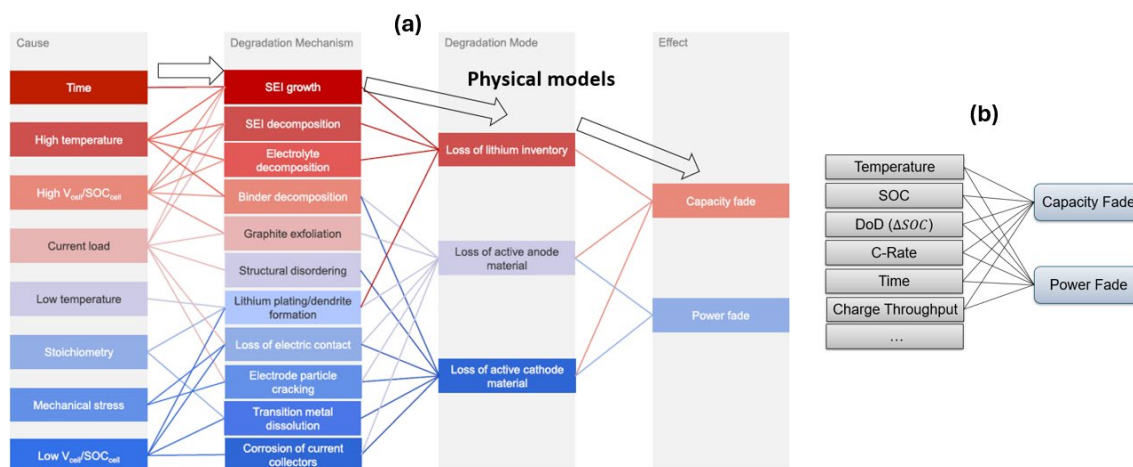 (a)
Cause
Time
High temperature
High V_cell/SOC_cell
Current load
Low temperature
Stoichiometry
Mechanical stress
Low V_cell/SOC_cell
Degradation Mechanism
SEI growth
SEI decomposition
Electrolyte
decomposition
Binder decomposition
Graphite exfoliation
Structural disordering
Lithium plating/dendrite
formation
Loss of electric contact
Electrode particle
cracking
Transition metal
dissolution
Corrosion of current
collectors
Degradation Mode
Physical models
Loss of lithium inventory
Loss of active anode
material
Loss of active cathode
material
Effect
Capacity fade
Power fade
(b)
Temperature
SOC
DoD (ΔSOC)
C-Rate
Time
Charge Throughput
...
Capacity Fade
Power Fade